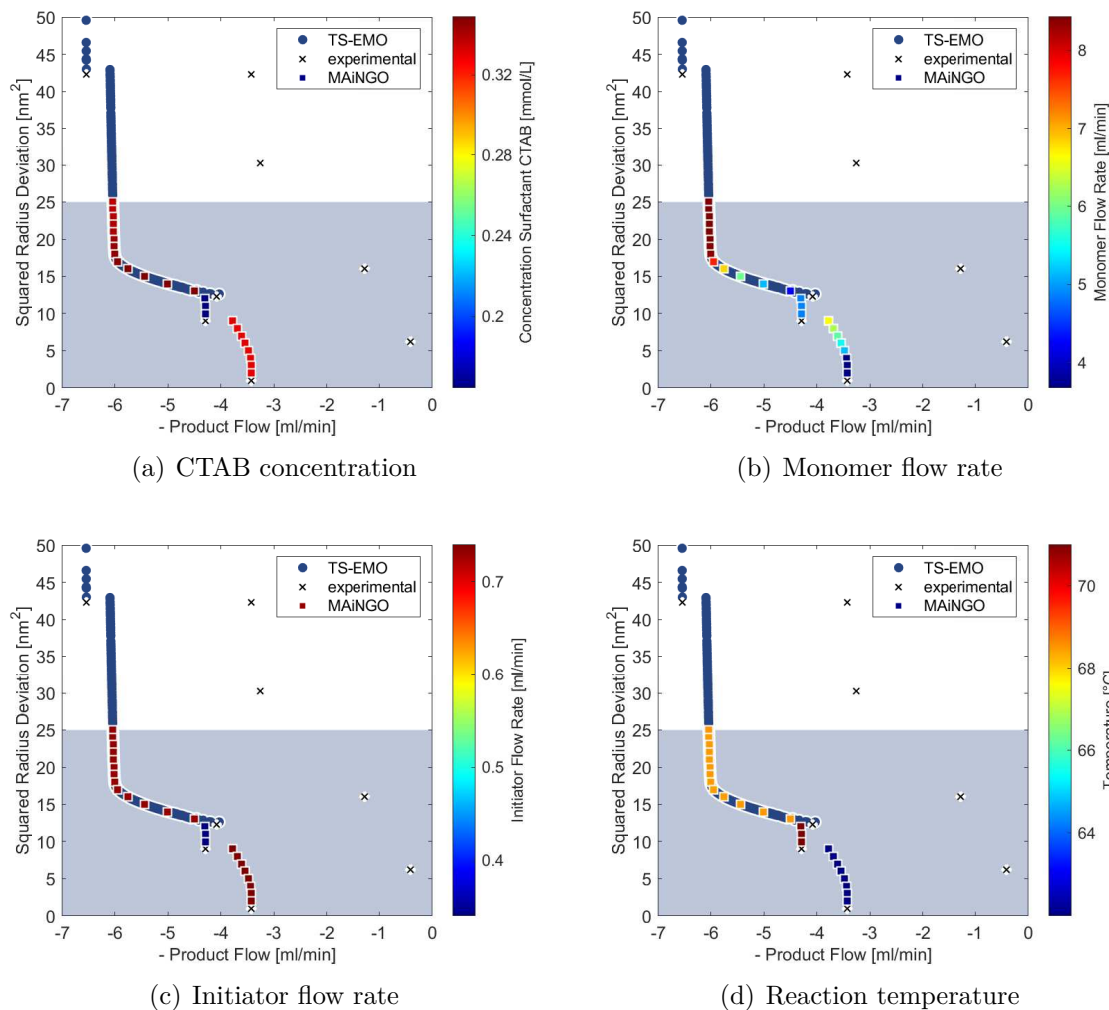 50
45
40
35
30
25
20
15
10
5
0
-7 -6 -5 -4 -3 -2 -1 0
Squared Radius Deviation [nm²]
- Product Flow [ml/min]
TS-EMO
experimental
MAiNGO
0.32
0.28
0.24
0.2
Concentration Surfactant CTAB [mmol/L]
(a) CTAB concentration
50
45
40
35
30
25
20
15
10
5
0
-7 -6 -5 -4 -3 -2 -1 0
Squared Radius Deviation [nm²]
- Product Flow [ml/min]
TS-EMO
experimental
MAiNGO
8
7
6
5
4
Monomer Flow Rate [ml/min]
(b) Monomer flow rate
50
45
40
35
30
25
20
15
10
5
0
-7 -6 -5 -4 -3 -2 -1 0
Squared Radius Deviation [nm²]
- Product Flow [ml/min]
TS-EMO
experimental
MAiNGO
0.7
0.6
0.5
0.4
Initiator Flow Rate [ml/min]
(c) Initiator flow rate
50
45
40
35
30
25
20
15
10
5
0
-7 -6 -5 -4 -3 -2 -1 0
Squared Radius Deviation [nm²]
- Product Flow [ml/min]
TS-EMO
experimental
MAiNGO
70
68
66
64
Temperature [°C]
(d) Reaction temperature